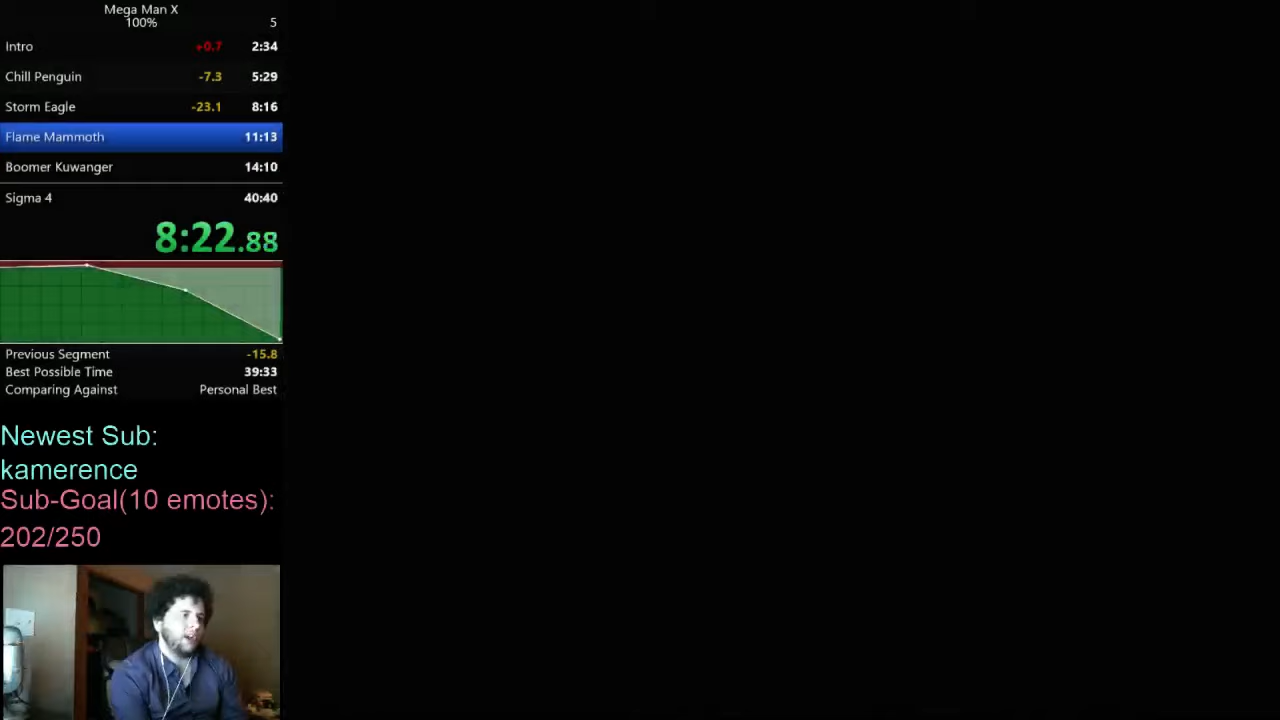 Mega Man X
100% 5
Intro +0.7 2:34
Chill Penguin -7.3 5:29
Storm Eagle -23.1 8:16
Flame Mammoth 11:13
Boomer Kuwanger 14:10
Sigma 4 40:40
8:22.88
Previous Segment -15.8
Best Possible Time 39:33
Comparing Against Personal Best
Newest Sub:
kamerence
Sub-Goal(10 emotes):
202/250